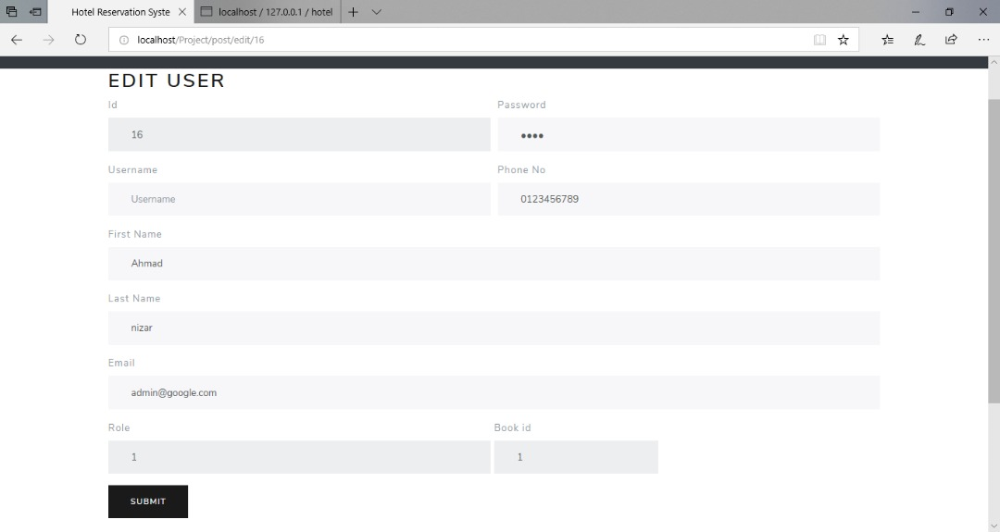 Hotel Reservation Syste
localhost / 127.0.0.1 / hotel
localhost/Project/post/edit/16
EDIT USER
Id
Password
16
••••
Username
Phone No
Username
0123456789
First Name
Ahmad
Last Name
nizar
Email
admin@google.com
Role
Book id
1
1
SUBMIT